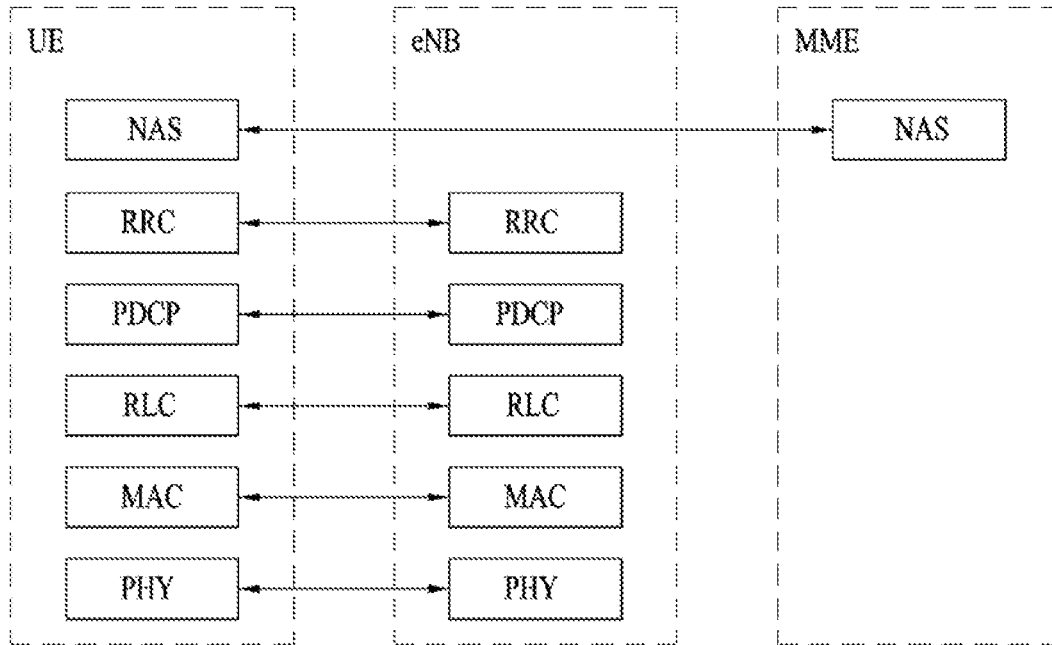 UE eNB MME
NAS NAS
RRC RRC
PDCP PDCP
RLC RLC
MAC MAC
PHY PHY